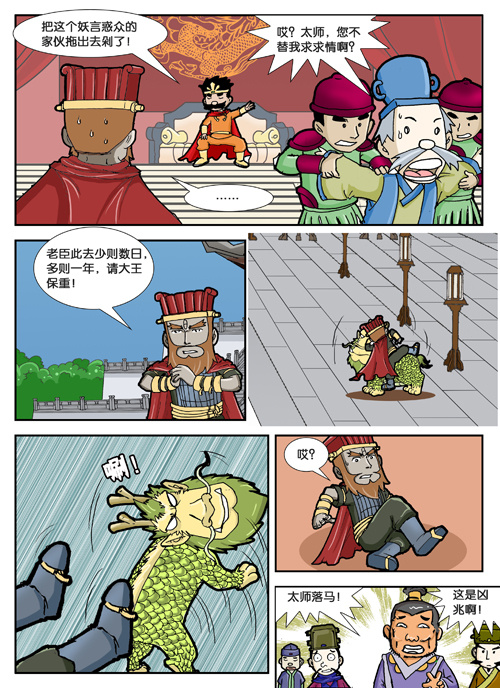 把这个妖言惑众的
家伙拖出去剁了！
哎？太师，您不
替我求求情啊？
……
老臣此去少则数日，
多则一年，请大王
保重！
哎？
太师落马！
这是凶
兆啊！